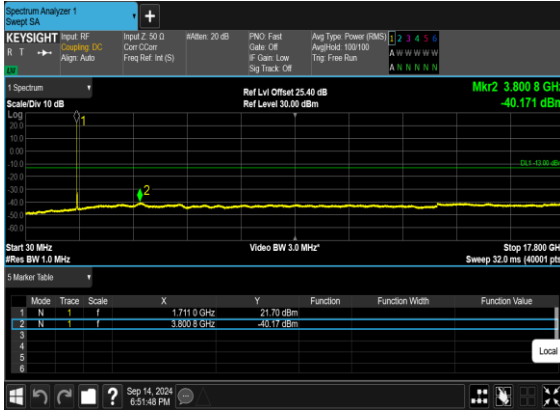 Spectrum Analyzer 1
Swept SA
+
KEYSIGHT
R T
Input: RF
Coupling: DC
Align: Auto
Input Z: 50 Ω
Corr CCorr
Freq Ref: Int (S)
#Atten: 20 dB
PNO: Fast
Gate: Off
IF Gain: Low
Sig Track: Off
Avg Type: Power (RMS)
Avg|Hold: 100/100
Trig: Free Run
1 2 3 4 5 6
A W W W W W
A N N N N N
1 Spectrum
Scale/Div 10 dB
Log
Ref Lvl Offset 25.40 dB
Ref Level 30.00 dBm
Mkr2 3.800 8 GHz
-40.171 dBm
20.0
10.0
0.00
-10.0
-20.0
-30.0
-40.0
-50.0
-60.0
1
2
DL1 -13.00 dBm
Start 30 MHz
#Res BW 1.0 MHz
Video BW 3.0 MHz*
Stop 17.800 GH
Sweep 32.0 ms (40001 pts
5 Marker Table
Mode Trace Scale X Y Function Function Width Function Value
1 N 1 f 1.711 0 GHz 21.70 dBm
2 N 1 f 3.800 8 GHz -40.17 dBm
3
4
5
6
Local
?
Sep 14, 2024
6:51:48 PM